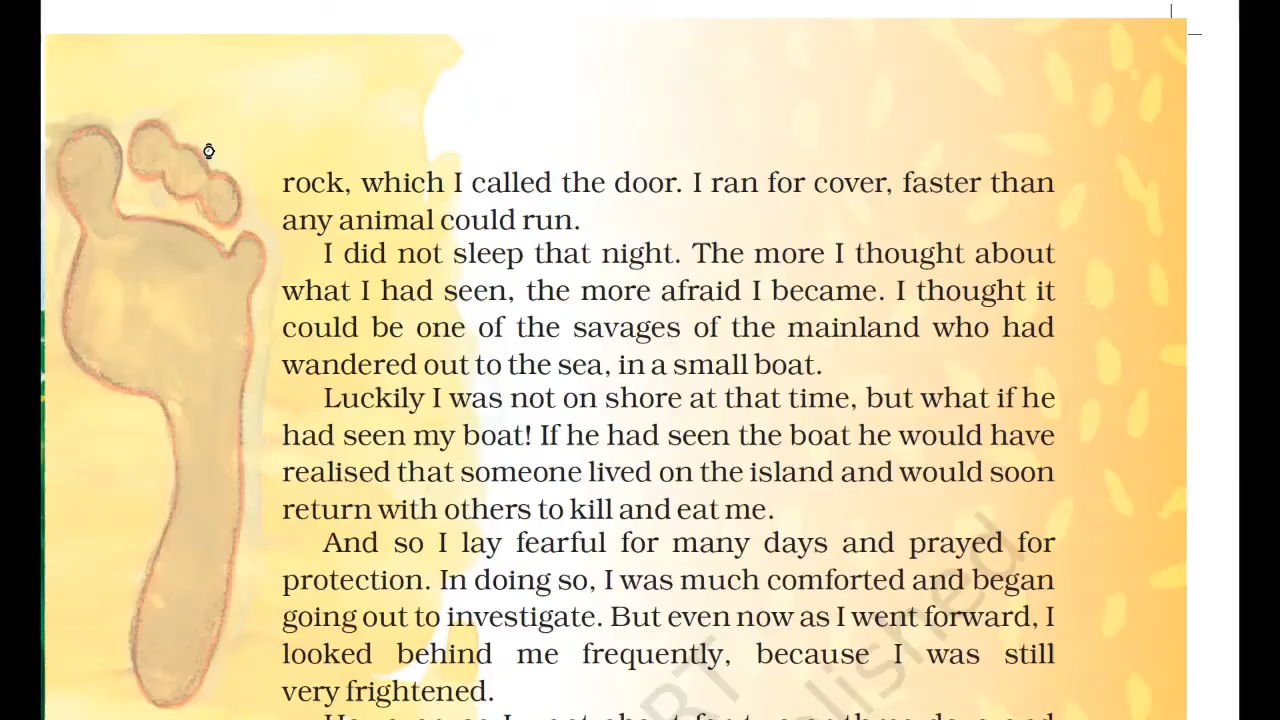 rock, which I called the door. I ran for cover, faster than
any animal could run.
I did not sleep that night. The more I thought about
what I had seen, the more afraid I became. I thought it
could be one of the savages of the mainland who had
wandered out to the sea, in a small boat.
Luckily I was not on shore at that time, but what if he
had seen my boat! If he had seen the boat he would have
realised that someone lived on the island and would soon
return with others to kill and eat me.
And so I lay fearful for many days and prayed for
protection. In doing so, I was much comforted and began
going out to investigate. But even now as I went forward, I
looked behind me frequently, because I was still
very frightened.